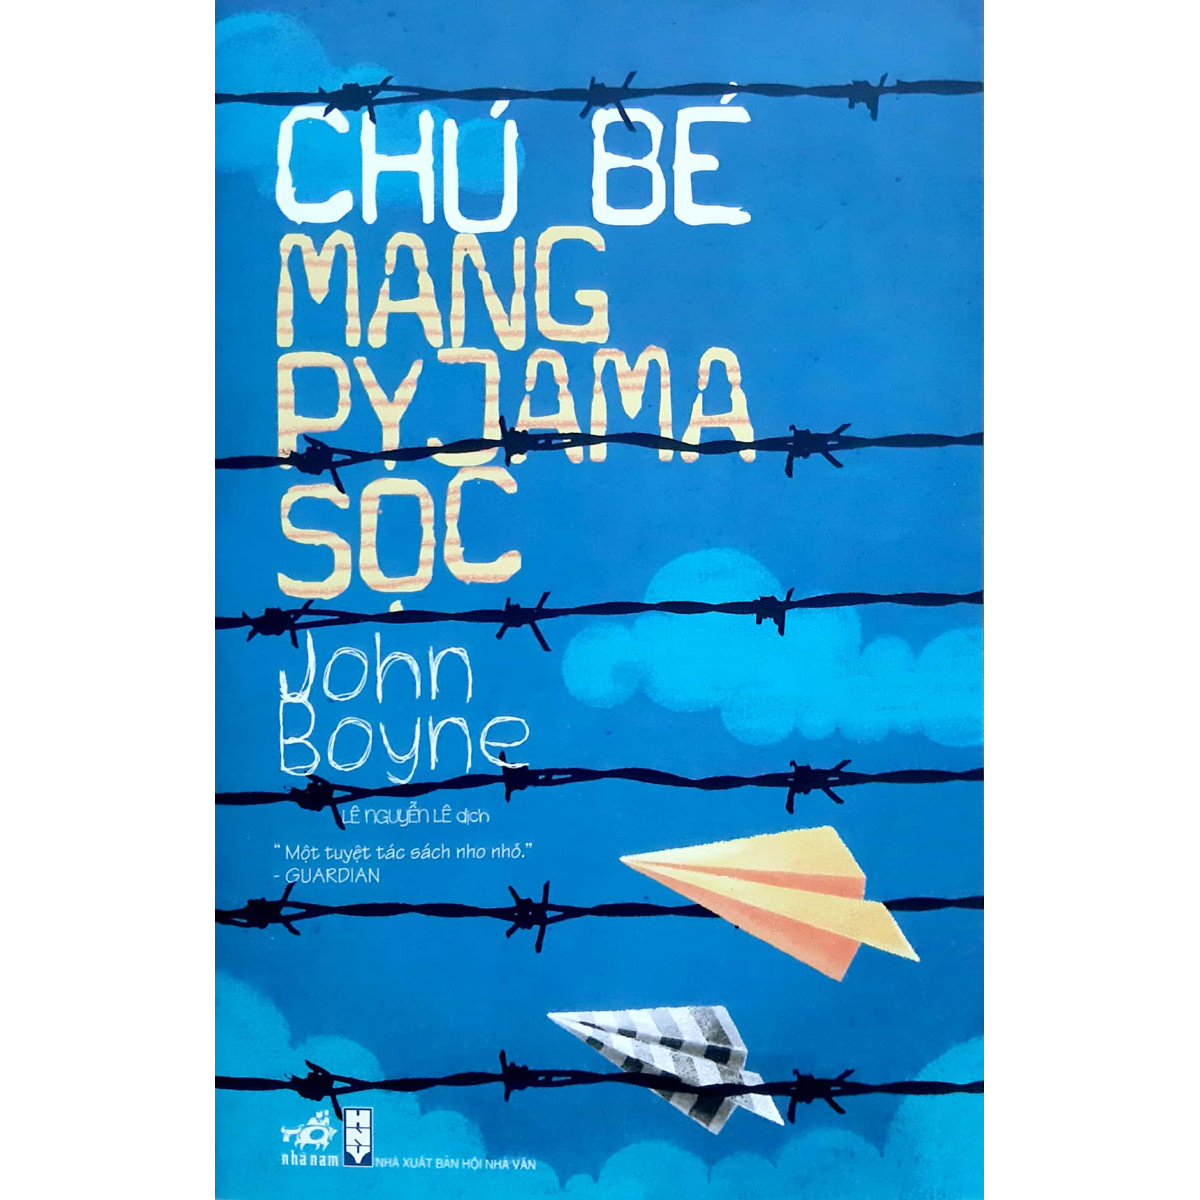 CHÚ BÉ
MANG
PYJAMA
SỌC
John
Boyne
LÊ NGUYỄN LÊ dịch
“Một tuyệt tác sách nho nhỏ.”
- GUARDIAN
nhã nam
HNV
NHÀ XUẤT BẢN HỘI NHÀ VĂN